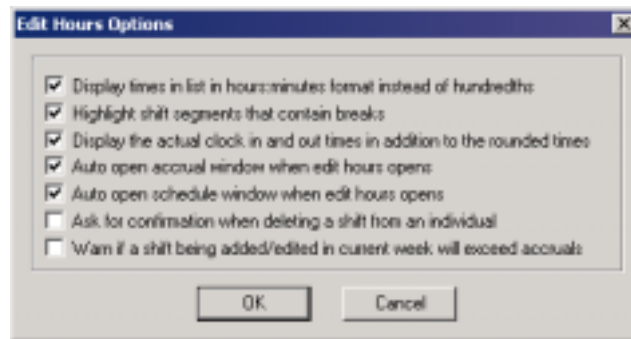 Edit Hours Options
Display times in list in hours:minutes format instead of hundredths
Highlight shift segments that contain breaks
Display the actual clock in and out times in addition to the rounded times
Auto open accrual window when edit hours opens
Auto open schedule window when edit hours opens
Ask for confirmation when deleting a shift from an individual
Warn if a shift being added/edited in current week will exceed accruals
OK Cancel